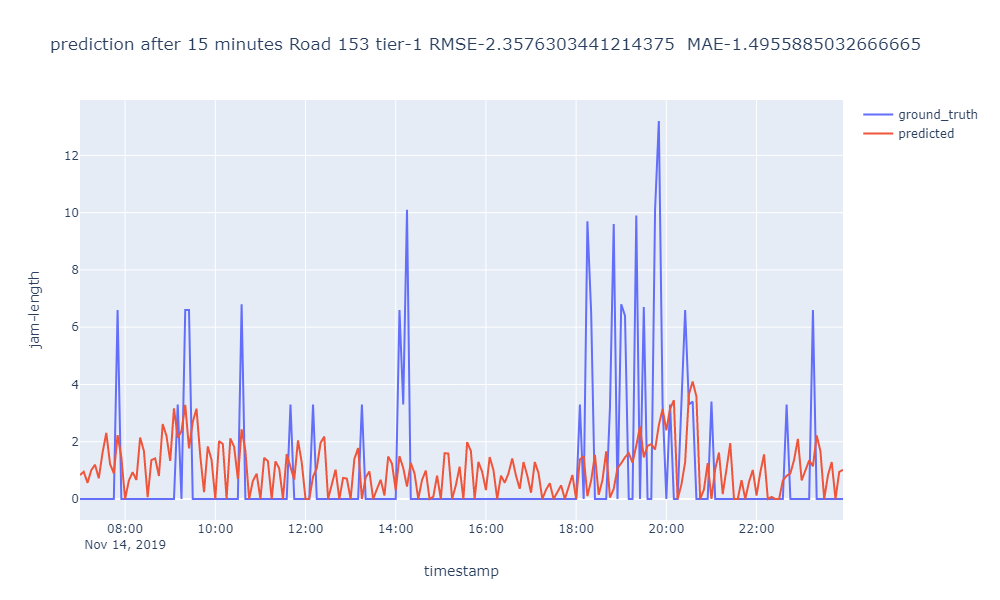 prediction after 15 minutes Road 153 tier-1 RMSE-2.3576303441214375  MAE-1.4955885032666665
ground_truth
predicted
12
10
8
6
4
2
0
jam-length
08:00
10:00
12:00
14:00
16:00
18:00
20:00
22:00
Nov 14, 2019
timestamp